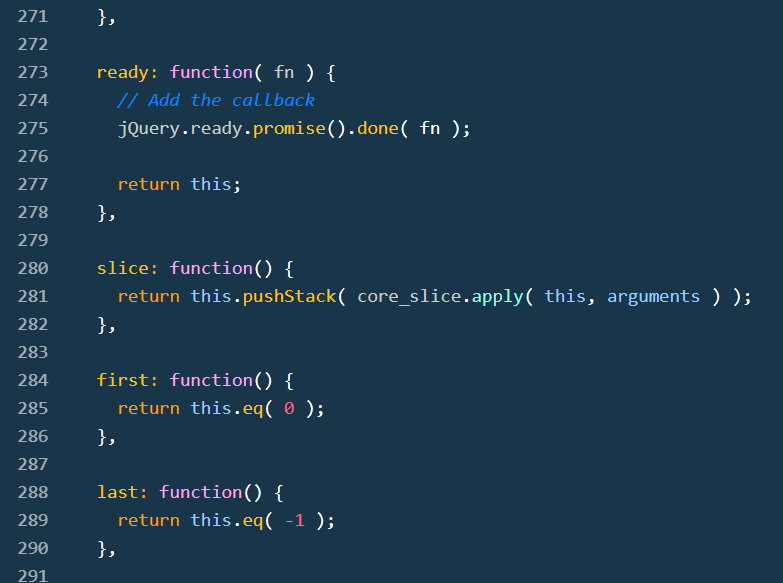 271     },
272
273     ready: function( fn ) {
274       // Add the callback
275       jQuery.ready.promise().done( fn );
276
277       return this;
278     },
279
280     slice: function() {
281       return this.pushStack( core_slice.apply( this, arguments ) );
282     },
283
284     first: function() {
285       return this.eq( 0 );
286     },
287
288     last: function() {
289       return this.eq( -1 );
290     },
291